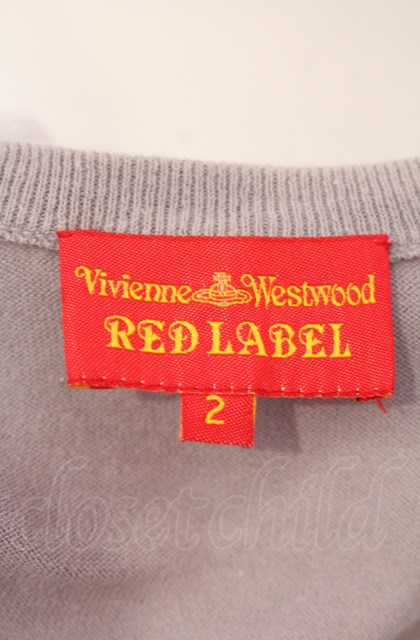 Vivienne Westwood
RED LABEL
2
closet child